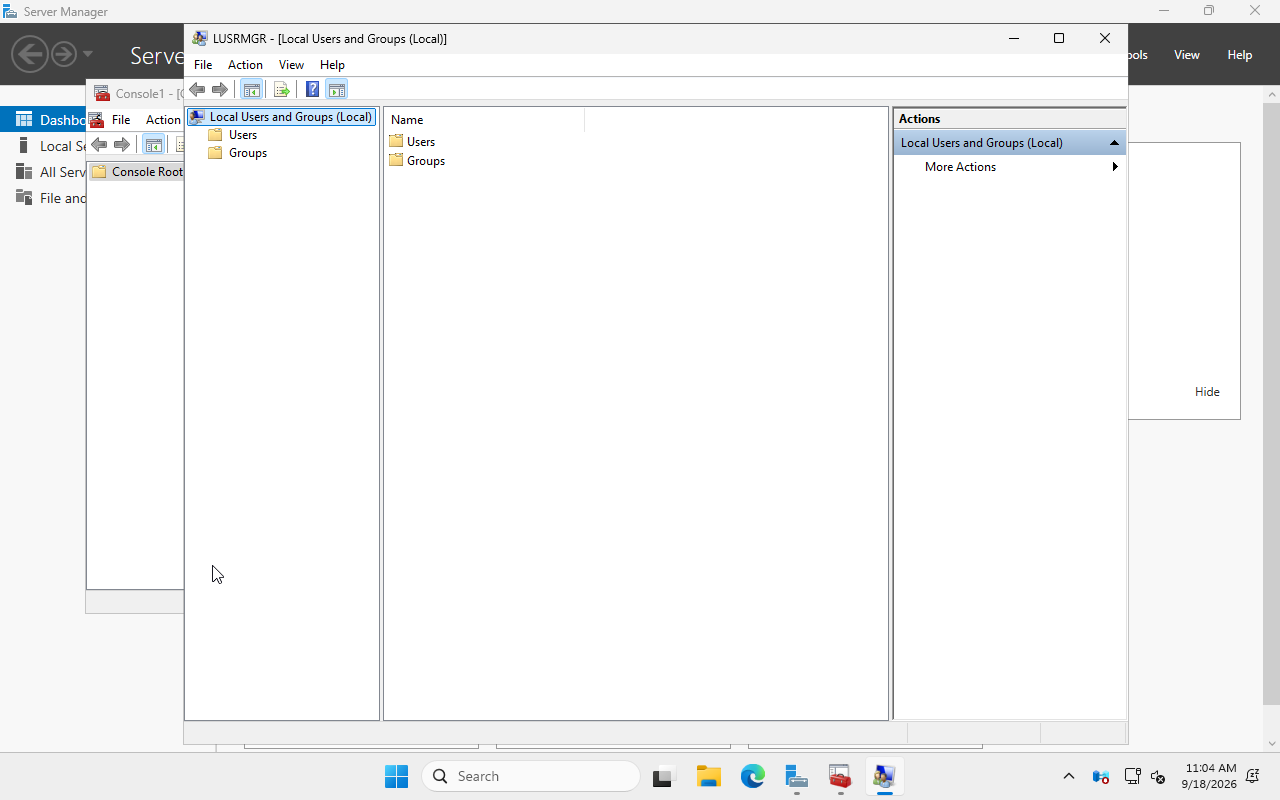 Server Manager
Serve
ools
View
Help
LUSRMGR - [Local Users and Groups (Local)]
File
Action
View
Help
Console1 - [C
File
Action
Console Root
Dashbo
Local Se
All Serv
File and
Local Users and Groups (Local)
Users
Groups
Name
Users
Groups
Actions
Local Users and Groups (Local)
More Actions
Hide
Search
11:04 AM
9/18/2026